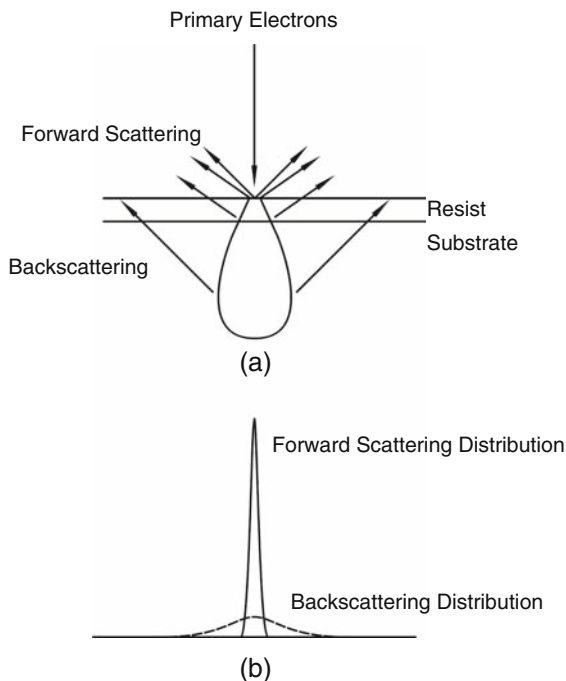 Primary Electrons
Forward Scattering
Resist
Substrate
Backscattering
(a)
Forward Scattering Distribution
Backscattering Distribution
(b)